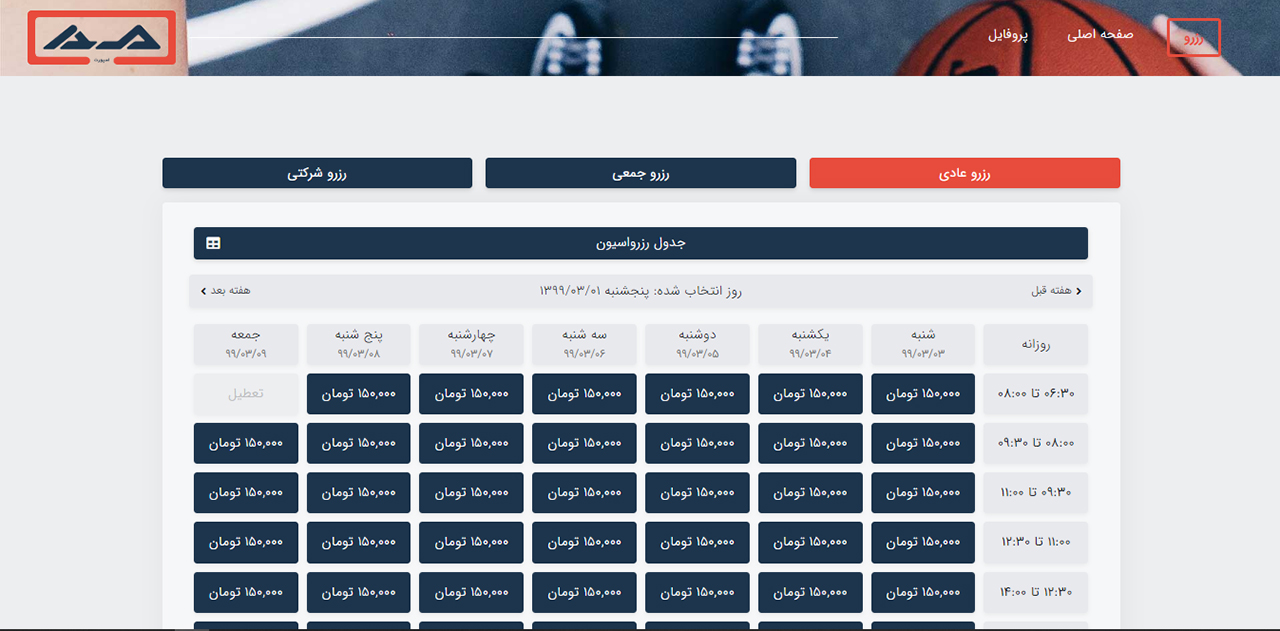 رزرو
صفحه اصلی
پروفایل
اسپورت
رزرو عادی
رزرو جمعی
رزرو شرکتی
جدول رزرواسیون
هفته قبل
روز انتخاب شده: پنجشنبه ۱۳۹۹/۰۳/۰۱
هفته بعد
روزانه
شنبه
۹۹/۰۳/۰۳
یکشنبه
۹۹/۰۳/۰۴
دوشنبه
۹۹/۰۳/۰۵
سه شنبه
۹۹/۰۳/۰۶
چهارشنبه
۹۹/۰۳/۰۷
پنج شنبه
۹۹/۰۳/۰۸
جمعه
۹۹/۰۳/۰۹
۰۶:۳۰ تا ۰۸:۰۰ ۱۵۰,۰۰۰ تومان ۱۵۰,۰۰۰ تومان ۱۵۰,۰۰۰ تومان ۱۵۰,۰۰۰ تومان ۱۵۰,۰۰۰ تومان ۱۵۰,۰۰۰ تومان تعطیل
۰۸:۰۰ تا ۰۹:۳۰ ۱۵۰,۰۰۰ تومان ۱۵۰,۰۰۰ تومان ۱۵۰,۰۰۰ تومان ۱۵۰,۰۰۰ تومان ۱۵۰,۰۰۰ تومان ۱۵۰,۰۰۰ تومان ۱۵۰,۰۰۰ تومان
۰۹:۳۰ تا ۱۱:۰۰ ۱۵۰,۰۰۰ تومان ۱۵۰,۰۰۰ تومان ۱۵۰,۰۰۰ تومان ۱۵۰,۰۰۰ تومان ۱۵۰,۰۰۰ تومان ۱۵۰,۰۰۰ تومان ۱۵۰,۰۰۰ تومان
۱۱:۰۰ تا ۱۲:۳۰ ۱۵۰,۰۰۰ تومان ۱۵۰,۰۰۰ تومان ۱۵۰,۰۰۰ تومان ۱۵۰,۰۰۰ تومان ۱۵۰,۰۰۰ تومان ۱۵۰,۰۰۰ تومان ۱۵۰,۰۰۰ تومان
۱۲:۳۰ تا ۱۴:۰۰ ۱۵۰,۰۰۰ تومان ۱۵۰,۰۰۰ تومان ۱۵۰,۰۰۰ تومان ۱۵۰,۰۰۰ تومان ۱۵۰,۰۰۰ تومان ۱۵۰,۰۰۰ تومان ۱۵۰,۰۰۰ تومان